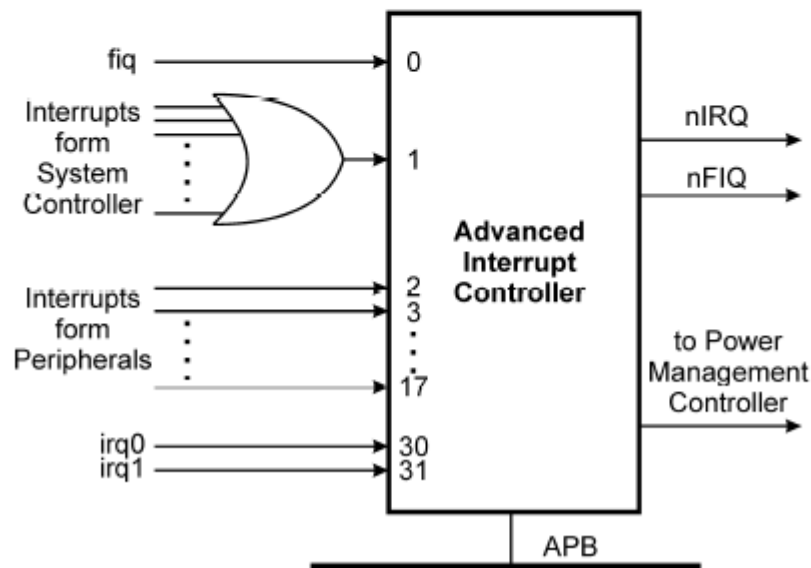 fiq
Interrupts
form
System
Controller
Interrupts
form
Peripherals
irq0
irq1
0
1
2
3
17
30
31
Advanced
Interrupt
Controller
nIRQ
nFIQ
to Power
Management
Controller
APB